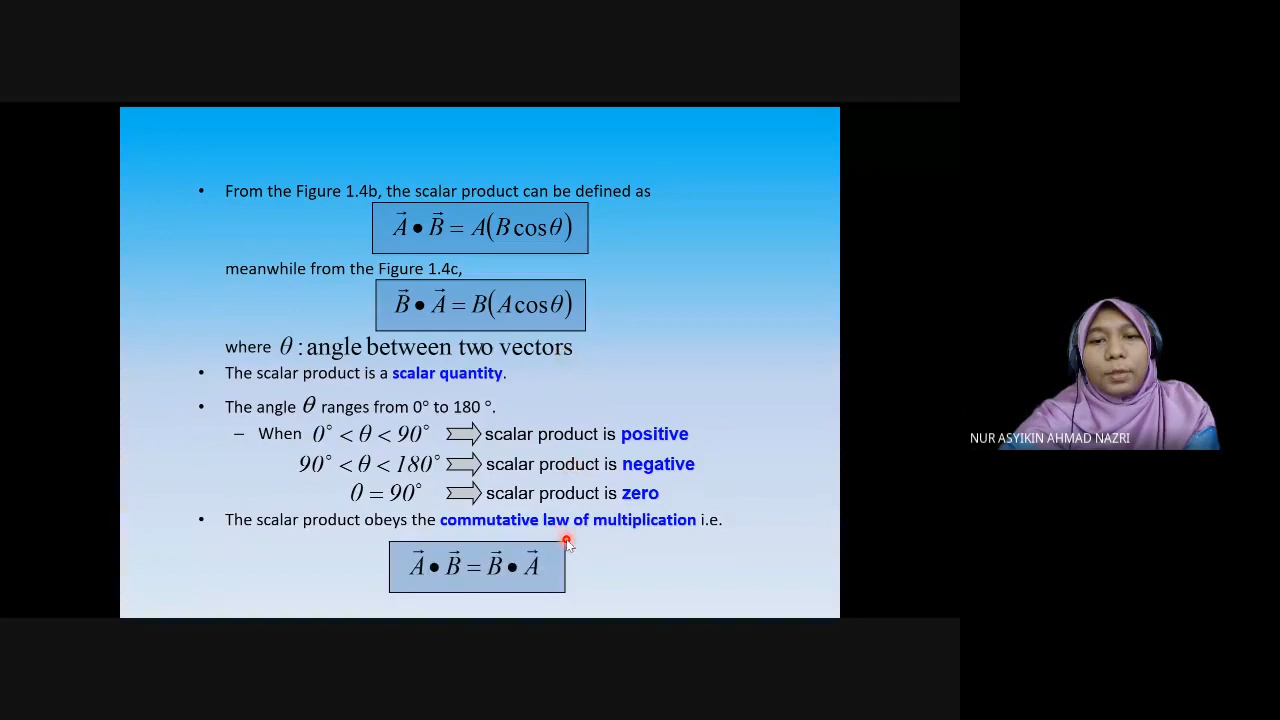 • From the Figure 1.4b, the scalar product can be defined as
A⃗ • B⃗ = A(B cos θ)
meanwhile from the Figure 1.4c,
B⃗ • A⃗ = B(A cos θ)
where θ : angle between two vectors
• The scalar product is a scalar quantity.
• The angle θ ranges from 0° to 180 °.
– When 0° < θ < 90° scalar product is positive
90° < θ < 180° scalar product is negative
θ = 90° scalar product is zero
• The scalar product obeys the commutative law of multiplication i.e.
A⃗ • B⃗ = B⃗ • A⃗
NUR ASYIKIN AHMAD NAZRI